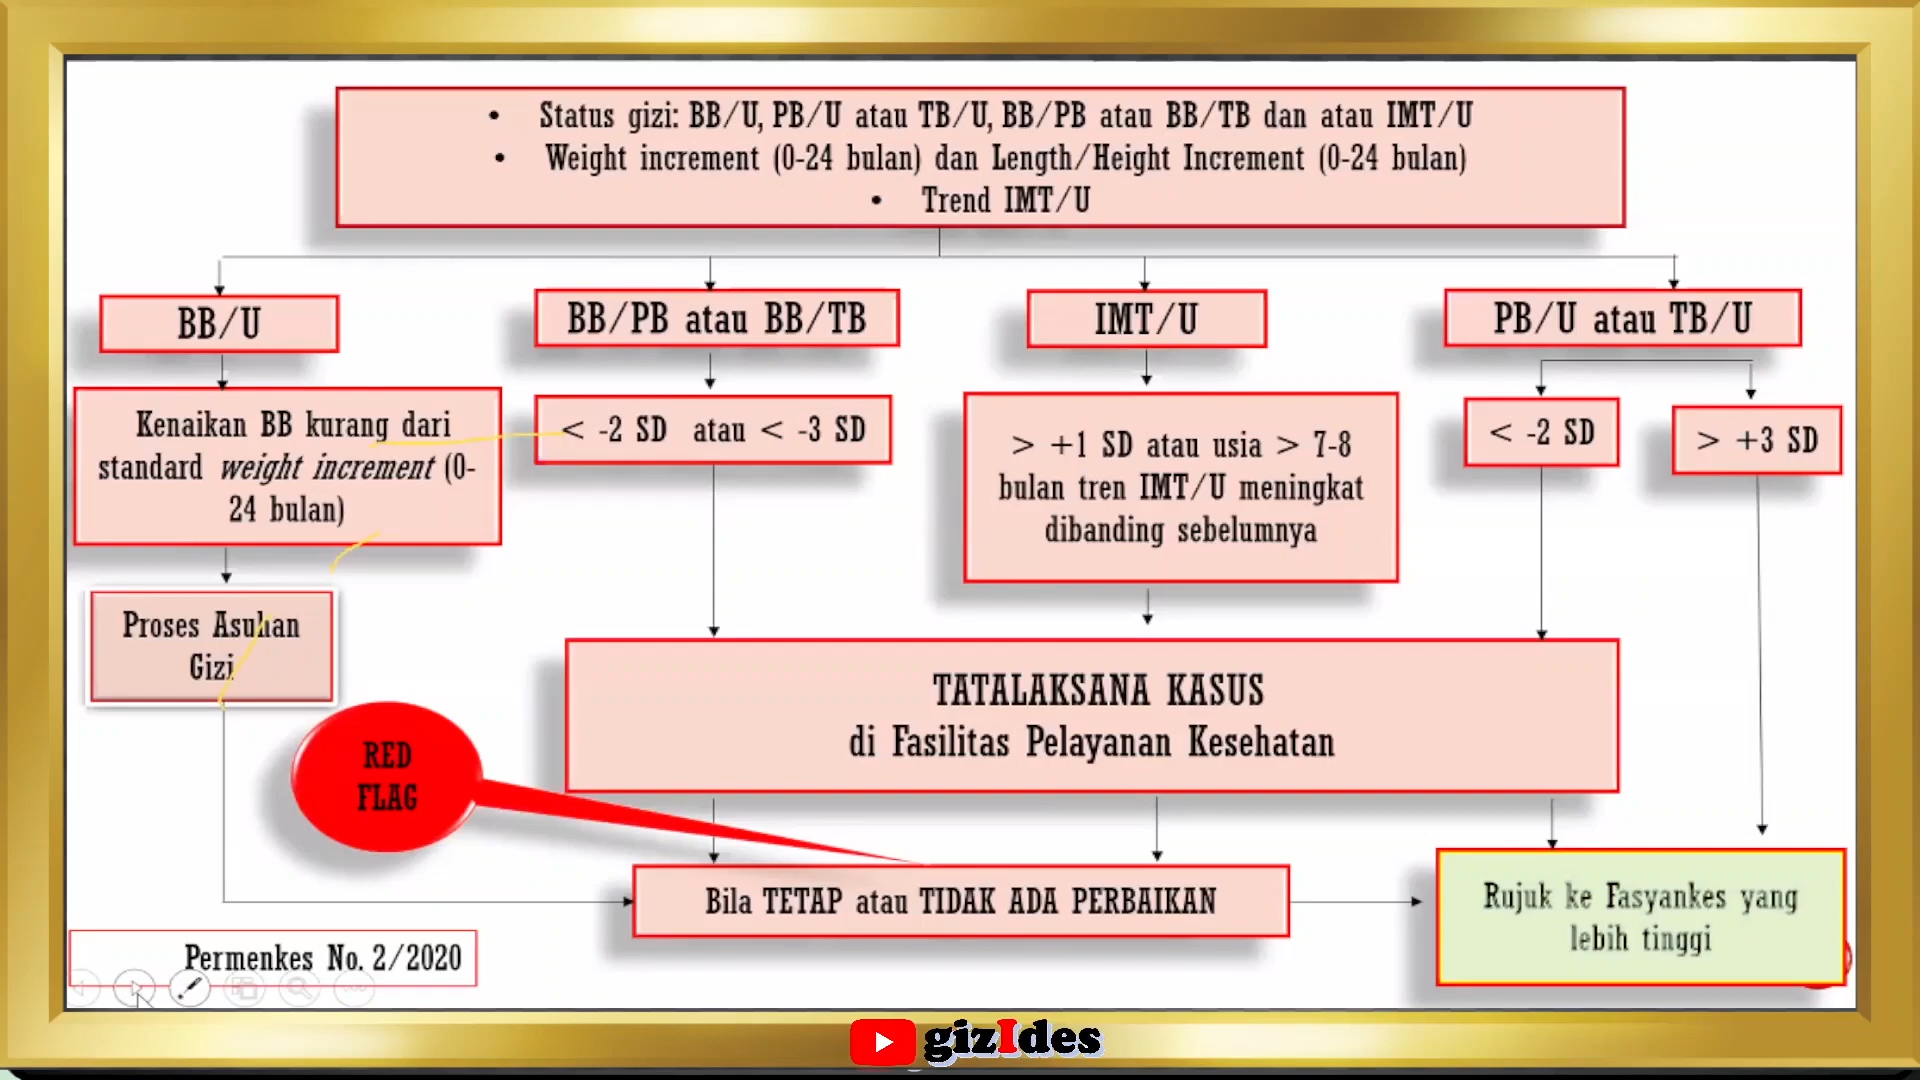 • Status gizi: BB/U, PB/U atau TB/U, BB/PB atau BB/TB dan atau IMT/U
• Weight increment (0-24 bulan) dan Length/Height Increment (0-24 bulan)
• Trend IMT/U
BB/U
BB/PB atau BB/TB
IMT/U
PB/U atau TB/U
Kenaikan BB kurang dari
standard weight increment (0-
24 bulan)
< -2 SD atau < -3 SD
> +1 SD atau usia > 7-8
bulan tren IMT/U meningkat
dibanding sebelumnya
< -2 SD
> +3 SD
Proses Asuhan
Gizi
TATALAKSANA KASUS
di Fasilitas Pelayanan Kesehatan
RED
FLAG
Bila TETAP atau TIDAK ADA PERBAIKAN
Rujuk ke Fasyankes yang
lebih tinggi
Permenkes No. 2/2020
gizIdes